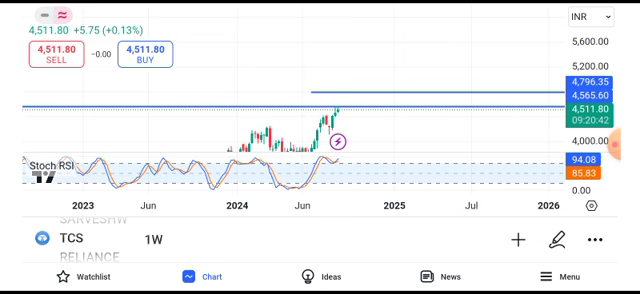 INR
4,511.80 +5.75 (+0.13%)
4,511.80
SELL
−0.00
4,511.80
BUY
5,600.00
5,200.00
4,796.35
4,565.60
4,511.80
09:20:42
4,000.00
Stoch RSI
94.08
85.83
0.00
2023 Jun 2024 Jun 2025 Jul 2026
SARVESHW
TCS 1W
RELIANCE
Watchlist Chart Ideas News Menu